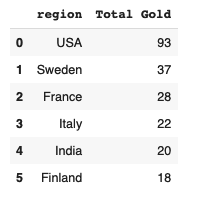 region Total Gold
0 USA 93
1 Sweden 37
2 France 28
3 Italy 22
4 India 20
5 Finland 18